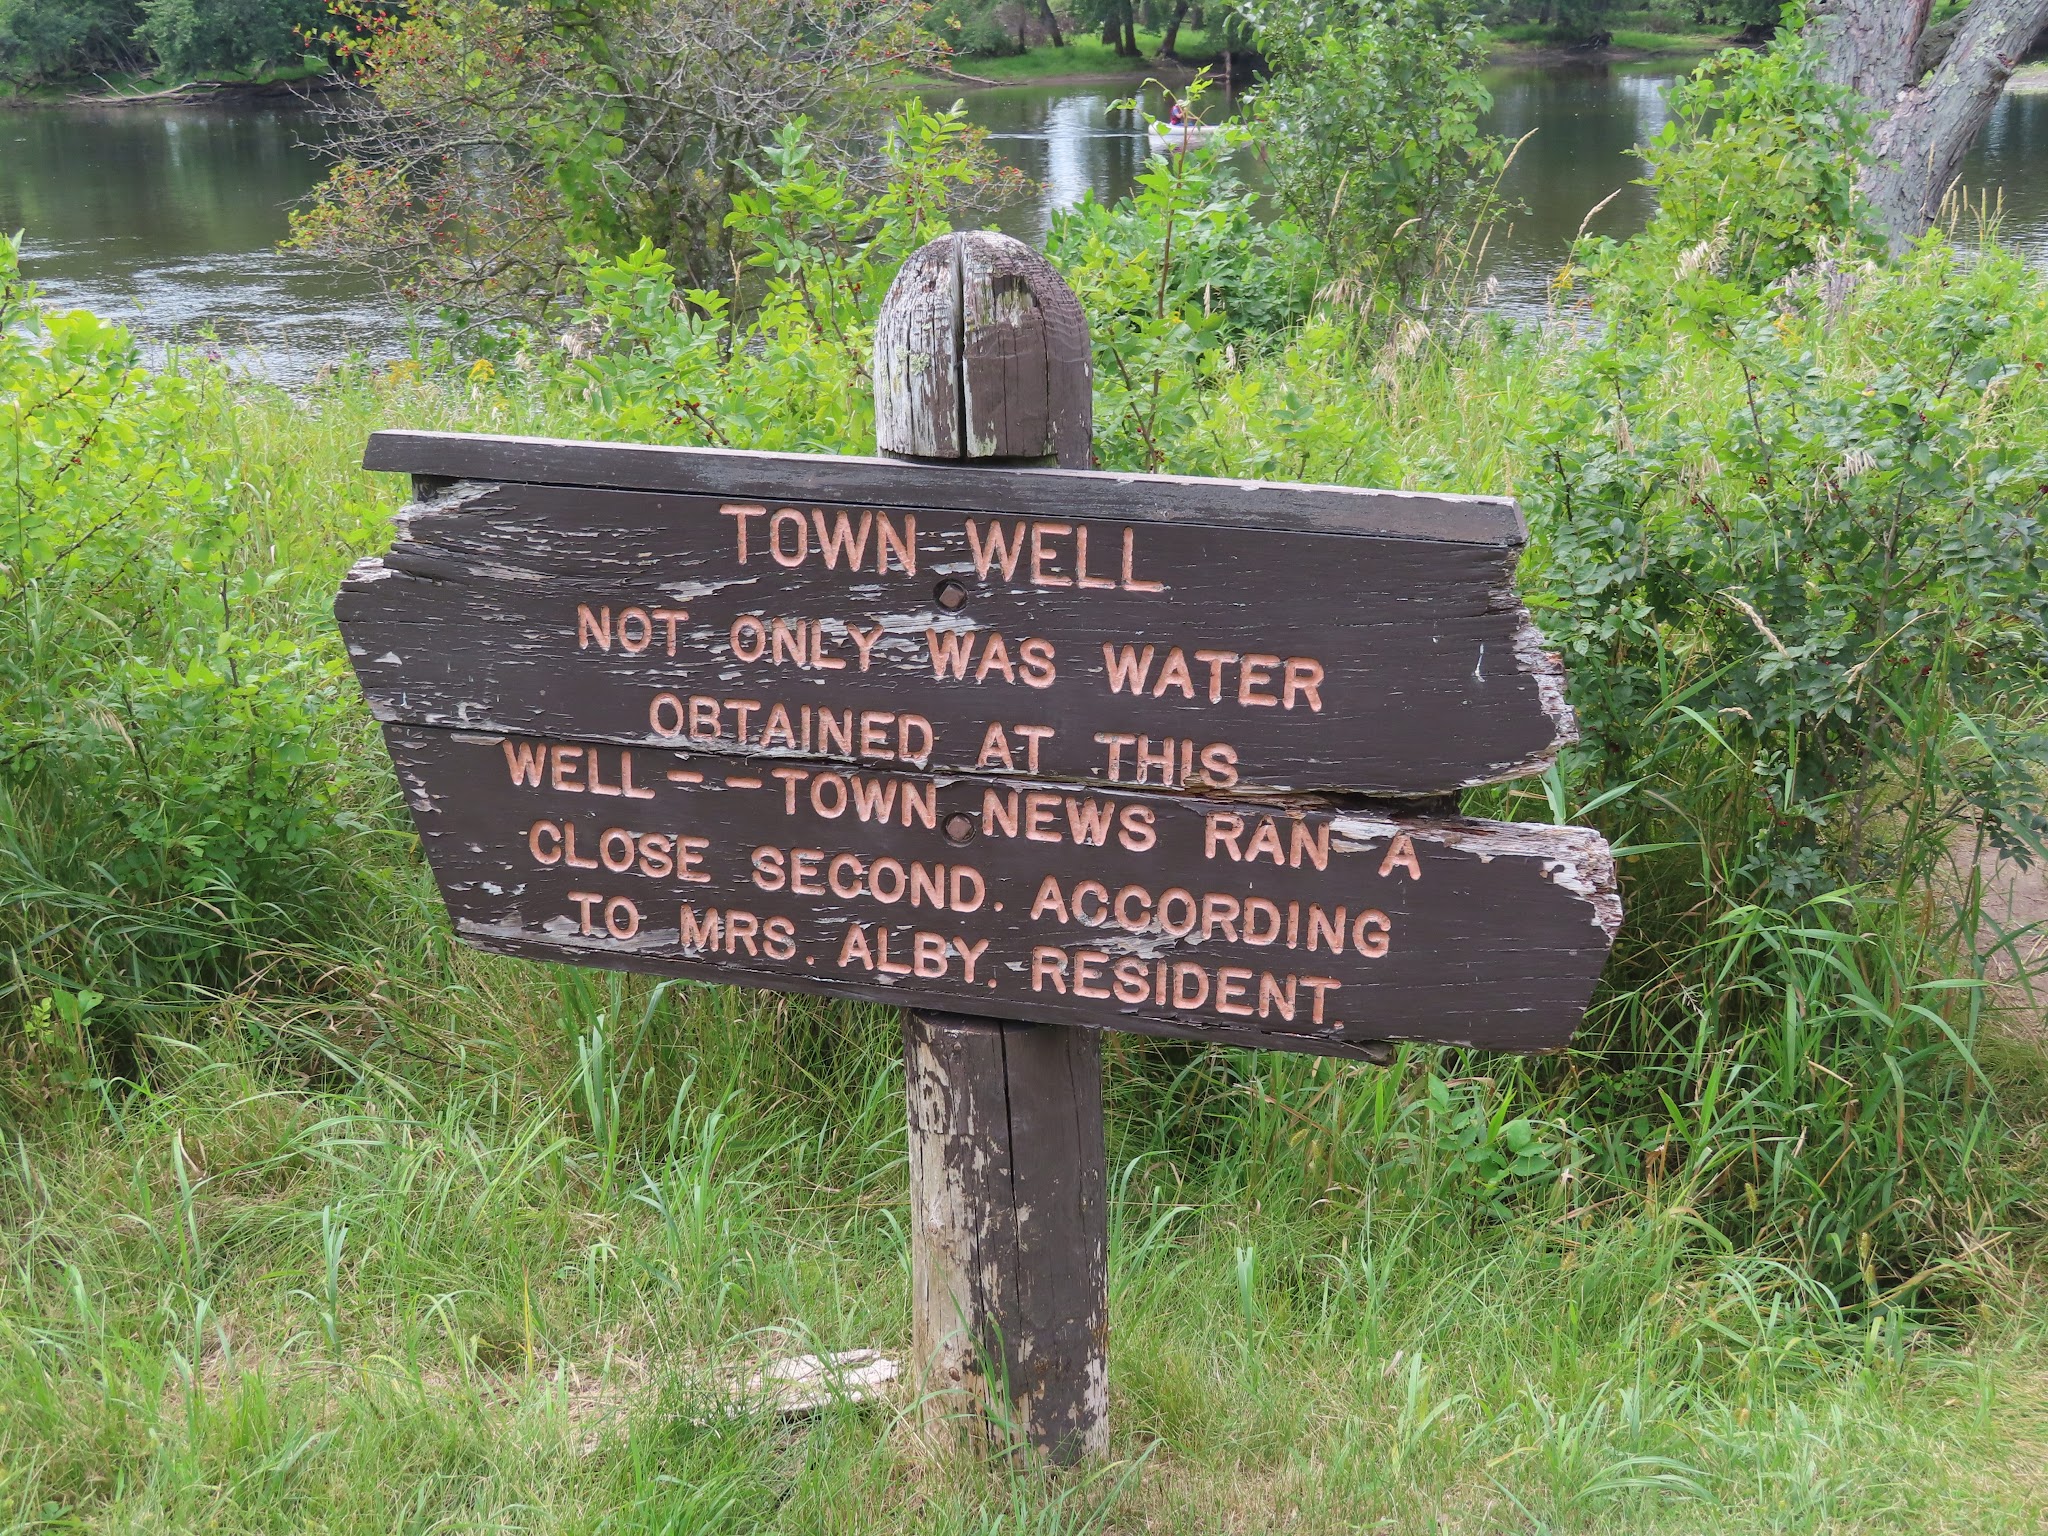 TOWN WELL
NOT ONLY WAS WATER
OBTAINED AT THIS
WELL - - TOWN NEWS RAN A
CLOSE SECOND. ACCORDING
TO MRS. ALBY. RESIDENT.